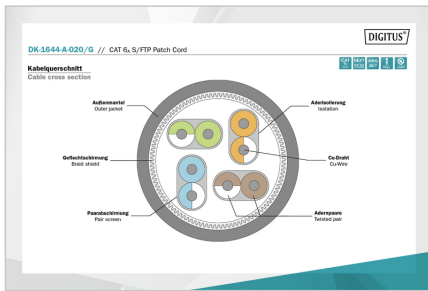 DIGITUS®
DK-1644-A-020/G // CAT 6A S/FTP Patch Cord
Kabelquerschnitt
Cable cross section
Außenmantel
Outer jacket
Aderisolierung
Isolation
Geflechtschirmung
Braid shield
Cu-Draht
Cu-Wire
Paarabschirmung
Pair screen
Adernpaare
Twisted pair